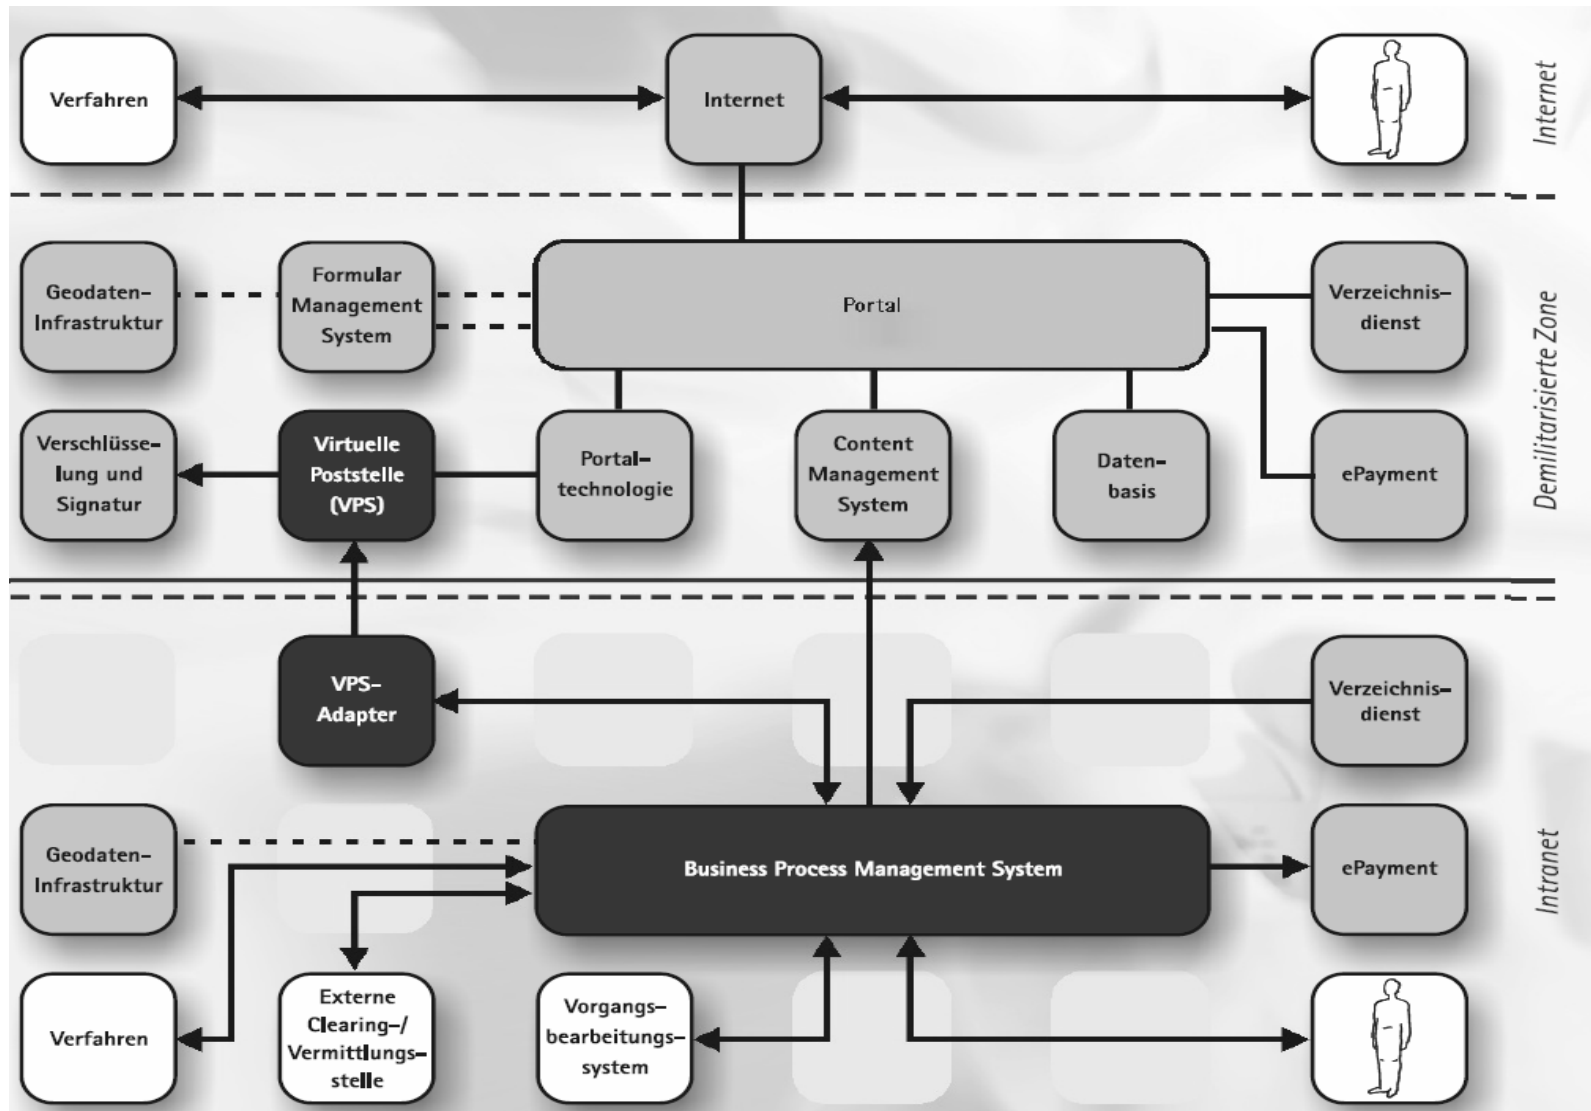 Verfahren
Internet
Internet
Geodaten-
Infrastruktur
Formular
Management
System
Portal
Verzeichnis-
dienst
Demilitarisierte Zone
Verschlüsse-
lung und
Signatur
Virtuelle
Poststelle
(VPS)
Portal-
technologie
Content
Management
System
Daten-
basis
ePayment
VPS-
Adapter
Verzeichnis-
dienst
Geodaten-
Infrastruktur
Business Process Management System
ePayment
Intranet
Verfahren
Externe
Clearing-/
Vermittlungs-
stelle
Vorgangs-
bearbeitungs-
system